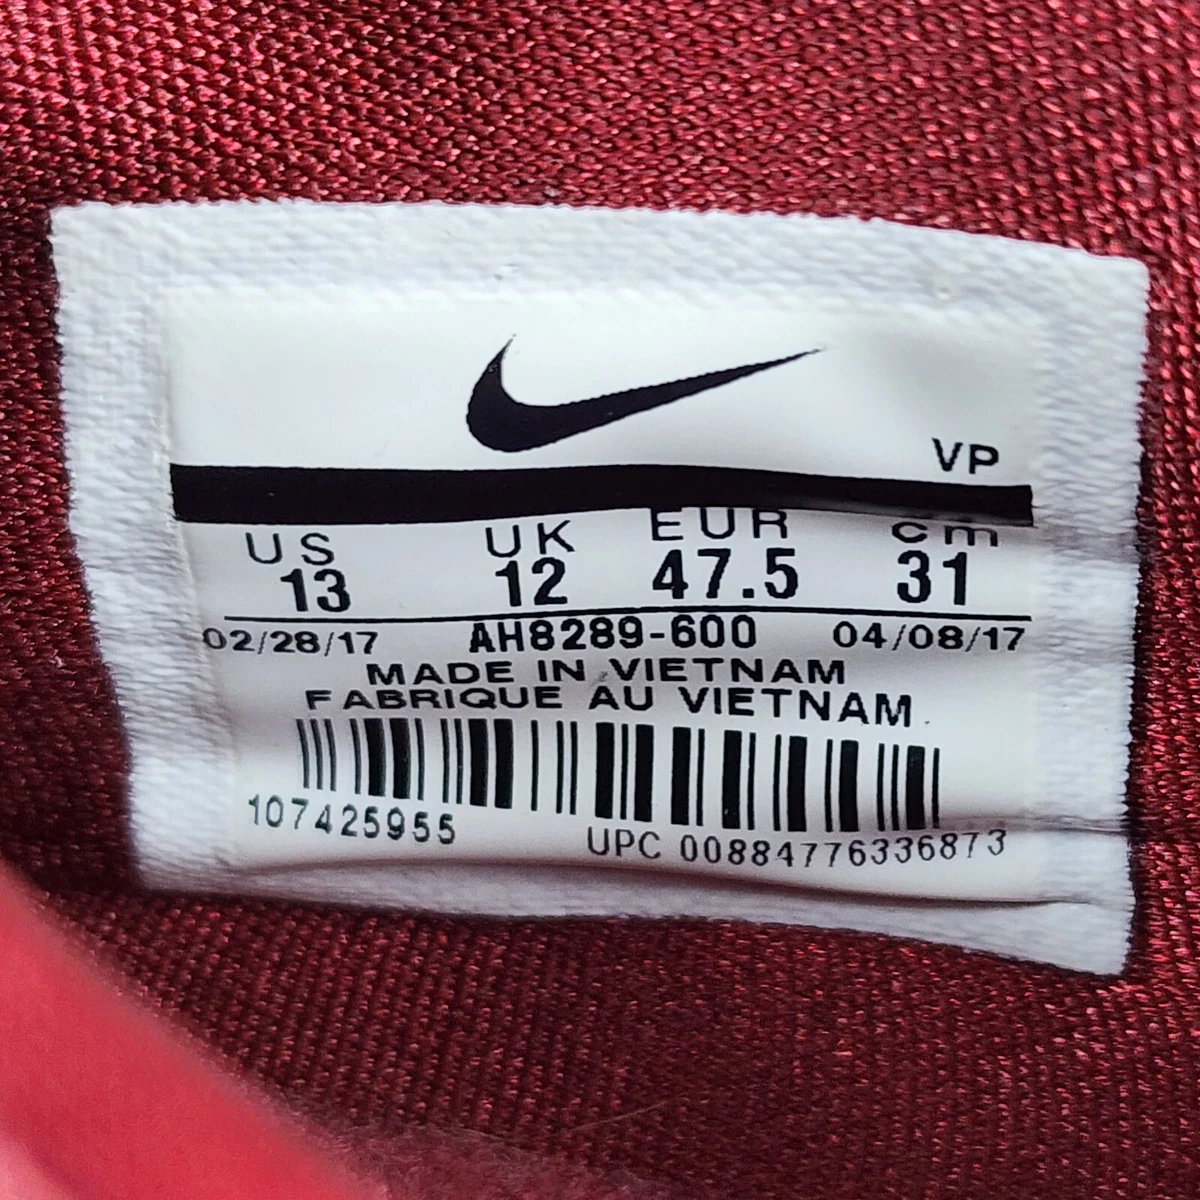 VP
US UK EUR cm
13 12 47.5 31
02/28/17 AH8289-600 04/08/17
MADE IN VIETNAM
FABRIQUE AU VIETNAM
107425955 UPC 00884776336873